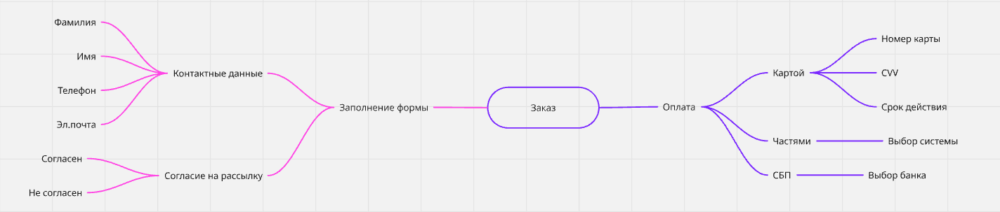 Фамилия
Имя
Телефон
Эл.почта
Контактные данные
Согласен
Не согласен
Согласие на рассылку
Заполнение формы
Заказ
Оплата
Картой
Номер карты
CVV
Срок действия
Частями
Выбор системы
СБП
Выбор банка